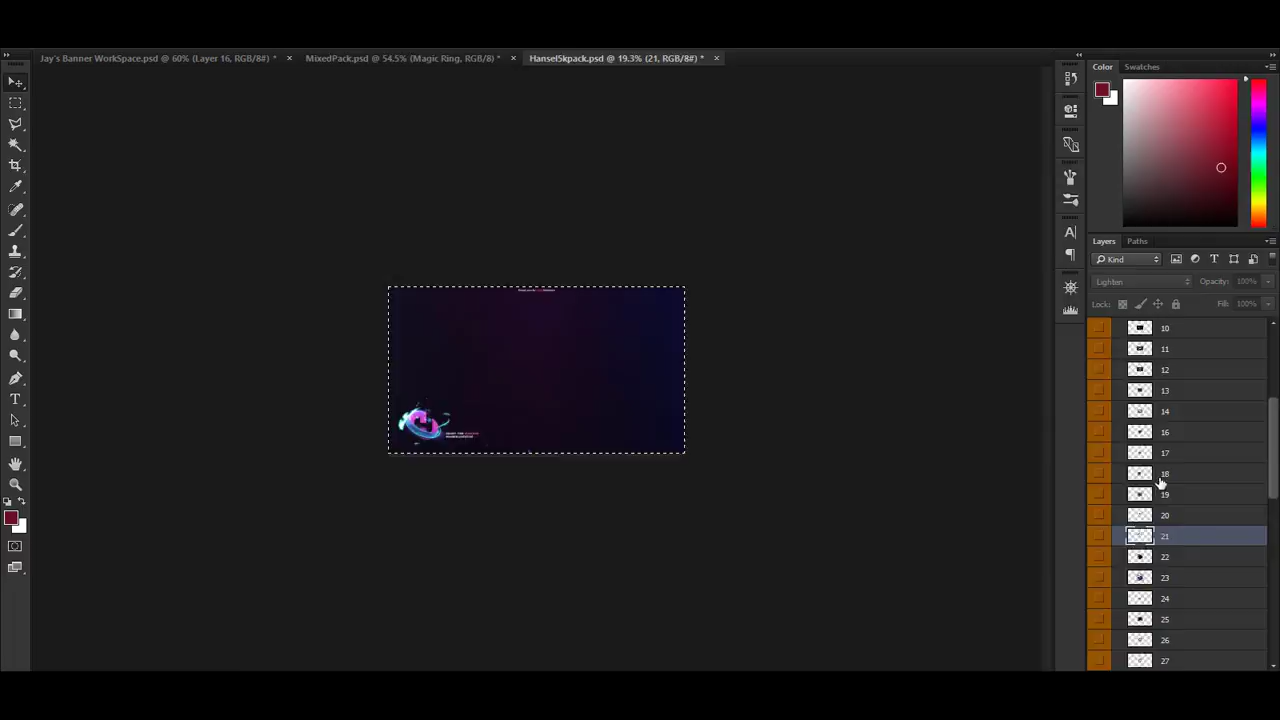 Jay's Banner WorkSpace.psd @ 60% (Layer 16, RGB/8#) * ×
MixedPack.psd @ 54.5% (Magic Ring, RGB/8) * ×
Hansel5kpack.psd @ 19.3% (21, RGB/8#) * ×
Color
Swatches
Layers
Paths
Kind
Lighten
Opacity: 100%
Lock:
Fill: 100%
10
11
12
13
14
16
17
18
19
20
21
22
23
24
25
26
27